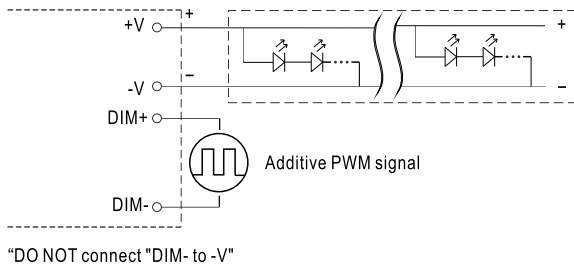 +V + +
-V − −
DIM+
Additive PWM signal
DIM-
“DO NOT connect "DIM- to -V"